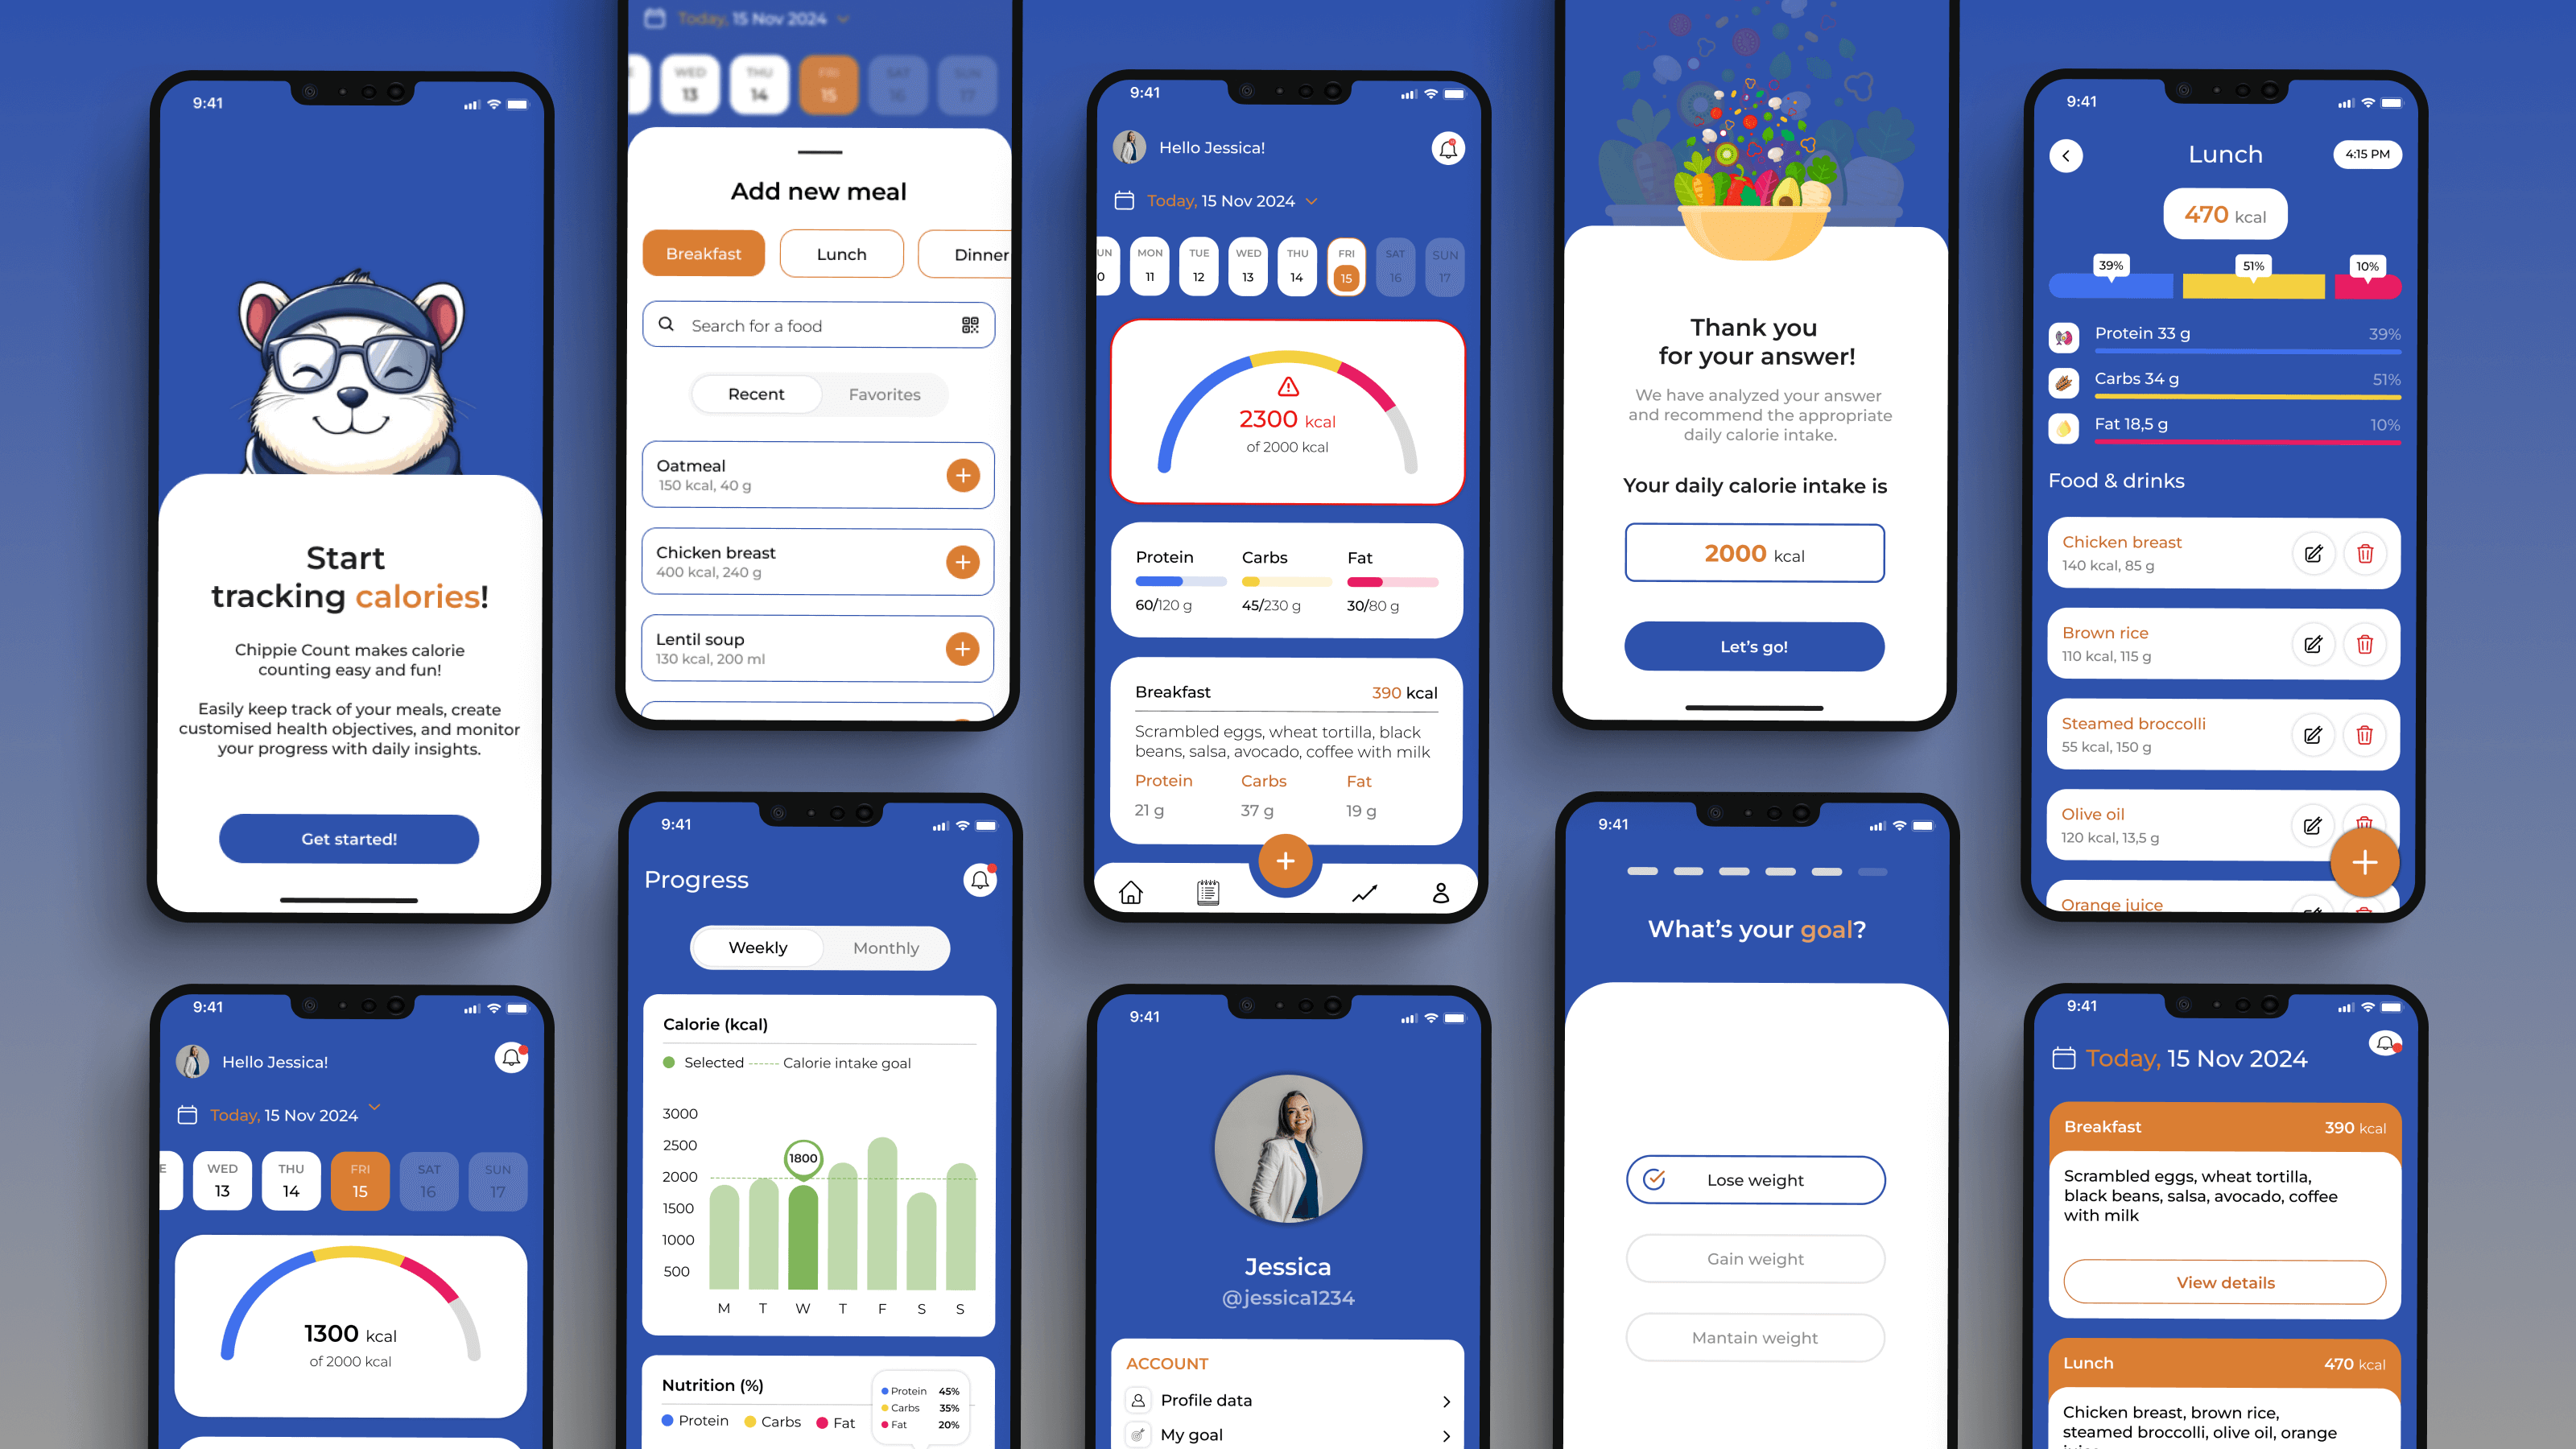 9:41
Start
tracking calories!
Chippie Count makes calorie
counting easy and fun!
Easily keep track of your meals, create
customised health objectives, and monitor
your progress with daily insights.
Get started!
9:41
Hello Jessica!
Today, 15 Nov 2024
E
WED THU FRI SAT SUN
13 14 15 16 17
1300 kcal
of 2000 kcal
Today, 15 Nov 2024
WED THU FRI SAT SUN
13 14 15 16 17
Add new meal
Breakfast Lunch Dinner
Search for a food
Recent Favorites
Oatmeal
150 kcal, 40 g
Chicken breast
400 kcal, 240 g
Lentil soup
130 kcal, 200 ml
9:41
Progress
Weekly Monthly
Calorie (kcal)
Selected Calorie intake goal
3000
2500
2000
1500
1000
500
1800
M T W T F S S
Nutrition (%)
Protein Carbs Fat
Protein 45%
Carbs 35%
Fat 20%
9:41
Hello Jessica!
Today, 15 Nov 2024
UN MON TUE WED THU FRI SAT SUN
0 11 12 13 14 15 16 17
2300 kcal
of 2000 kcal
Protein Carbs Fat
60/120 g 45/230 g 30/80 g
Breakfast 390 kcal
Scrambled eggs, wheat tortilla, black
beans, salsa, avocado, coffee with milk
Protein Carbs Fat
21 g 37 g 19 g
9:41
Jessica
@jessica1234
ACCOUNT
Profile data
My goal
Thank you
for your answer!
We have analyzed your answer
and recommend the appropriate
daily calorie intake.
Your daily calorie intake is
2000 kcal
Let's go!
9:41
What's your goal?
Lose weight
Gain weight
Mantain weight
9:41
Lunch
4:15 PM
470 kcal
39% 51% 10%
Protein 33 g 39%
Carbs 34 g 51%
Fat 18,5 g 10%
Food & drinks
Chicken breast
140 kcal, 85 g
Brown rice
110 kcal, 115 g
Steamed broccolli
55 kcal, 150 g
Olive oil
120 kcal, 13,5 g
Orange juice
9:41
Today, 15 Nov 2024
Breakfast 390 kcal
Scrambled eggs, wheat tortilla,
black beans, salsa, avocado, coffee
with milk
View details
Lunch 470 kcal
Chicken breast, brown rice,
steamed broccolli, olive oil, orange